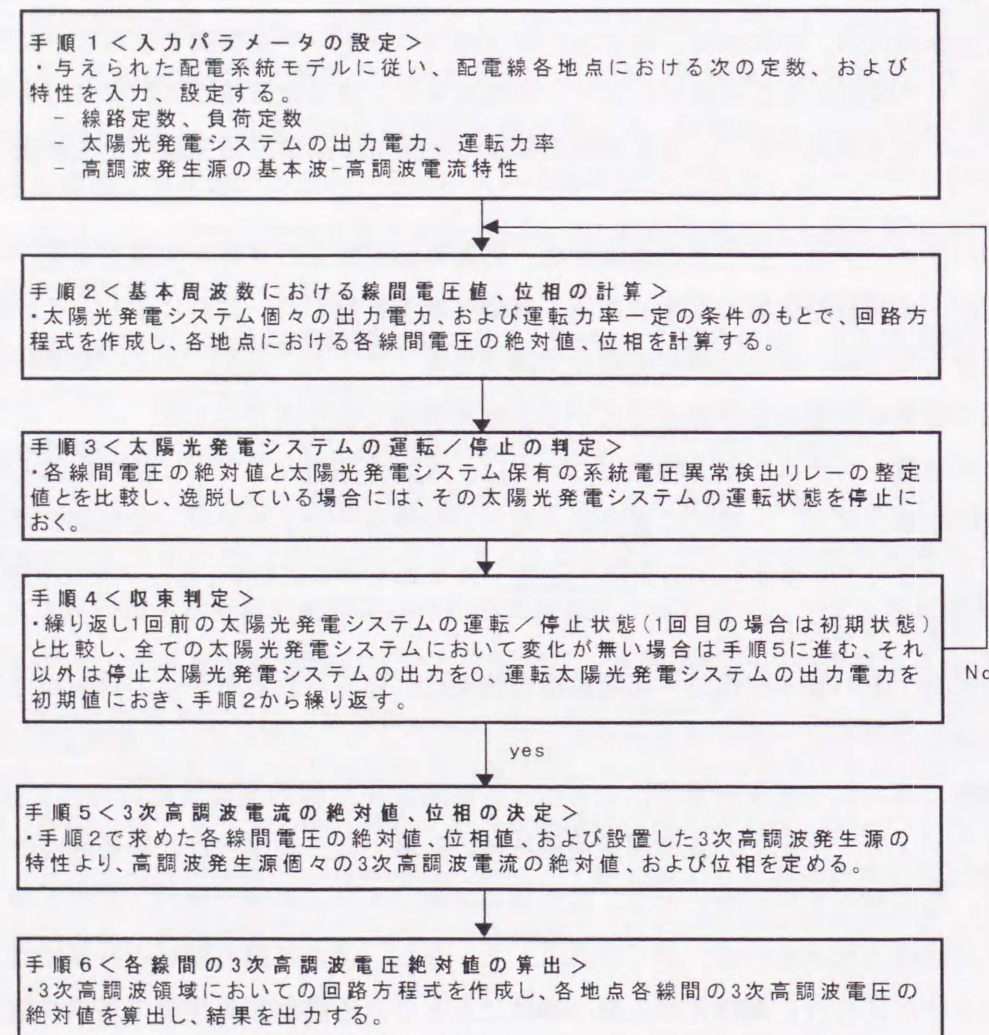 手順1<入力パラメータの設定>
・与えられた配電系統モデルに従い、配電線各地点における次の定数、および
特性を入力、設定する。
- 線路定数、負荷定数
- 太陽光発電システムの出力電力、運転力率
- 高調波発生源の基本波-高調波電流特性
手順2<基本周波数における線間電圧値、位相の計算>
・太陽光発電システム個々の出力電力、および運転力率一定の条件のもとで、回路方
程式を作成し、各地点における各線間電圧の絶対値、位相を計算する。
手順3<太陽光発電システムの運転/停止の判定>
・各線間電圧の絶対値と太陽光発電システム保有の系統電圧異常検出リレーの整定
値とを比較し、逸脱している場合には、その太陽光発電システムの運転状態を停止に
おく。
手順4<収束判定>
・繰り返し1回前の太陽光発電システムの運転/停止状態(1回目の場合は初期状態)
と比較し、全ての太陽光発電システムにおいて変化が無い場合は手順5に進む、それ
以外は停止太陽光発電システムの出力を0、運転太陽光発電システムの出力電力を
初期値におき、手順2から繰り返す。
No
yes
手順5<3次高調波電流の絶対値、位相の決定>
・手順2で求めた各線間電圧の絶対値、位相値、および設置した3次高調波発生源の
特性より、高調波発生源個々の3次高調波電流の絶対値、および位相を定める。
手順6<各線間の3次高調波電圧絶対値の算出>
・3次高調波領域においての回路方程式を作成し、各地点各線間の3次高調波電圧の
絶対値を算出し、結果を出力する。